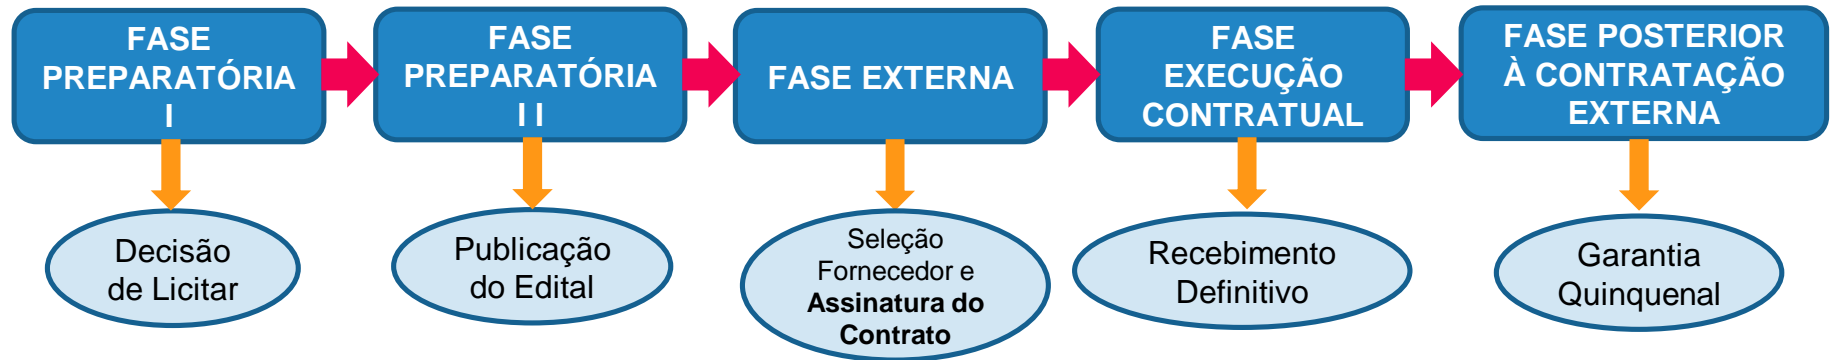 FASE
PREPARATÓRIA
I
FASE
PREPARATÓRIA
I I
FASE EXTERNA
FASE
EXECUÇÃO
CONTRATUAL
FASE POSTERIOR
À CONTRATAÇÃO
EXTERNA
Decisão
de Licitar
Publicação
do Edital
Seleção
Fornecedor e
Assinatura do
Contrato
Recebimento
Definitivo
Garantia
Quinquenal